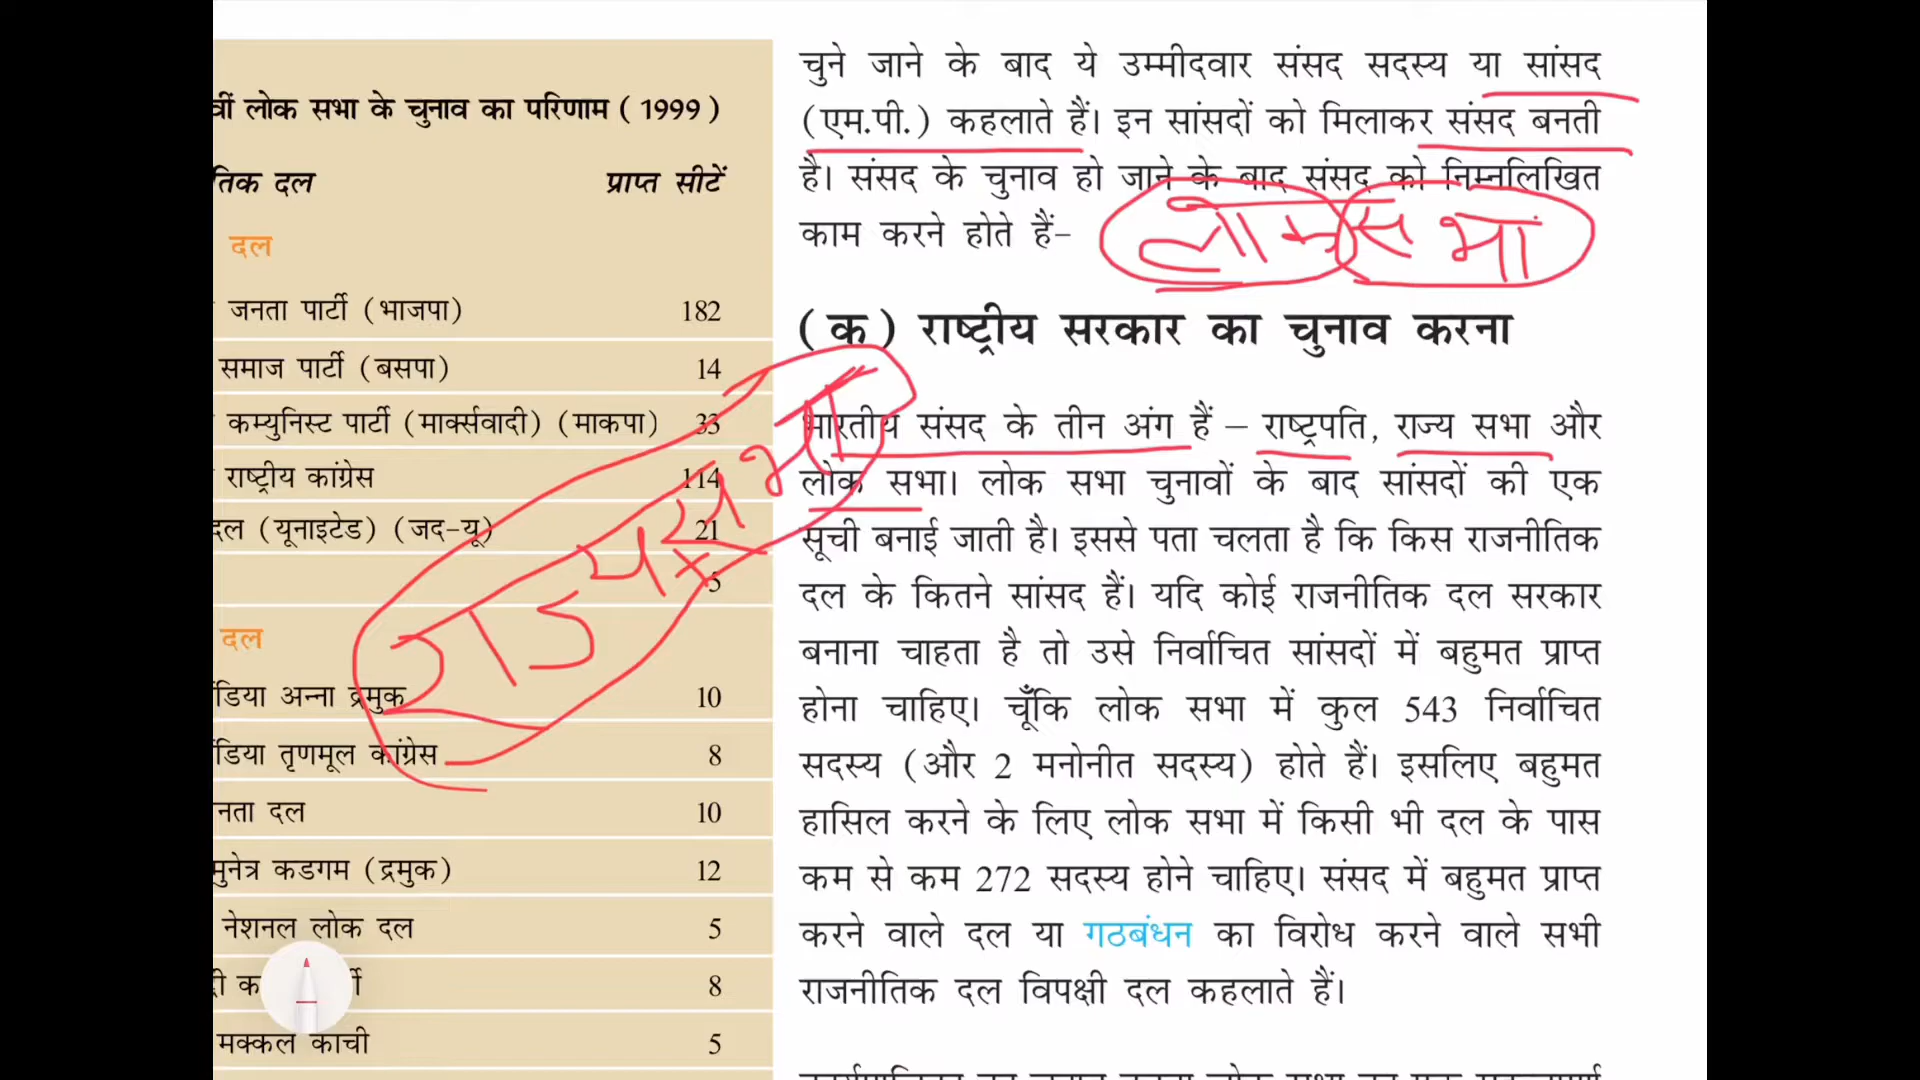 वीं लोक सभा के चुनाव का परिणाम ( 1999 )
तिक दल प्राप्त सीटें
दल
जनता पार्टी (भाजपा) 182
समाज पार्टी (बसपा) 14
कम्युनिस्ट पार्टी (मार्क्सवादी) (माकपा) 33
राष्ट्रीय कांग्रेस 114
दल (यूनाइटेड) (जद-यू) 21
5
दल
डिया अन्ना द्रमुक 10
डिया तृणमूल कांग्रेस 8
नता दल 10
मुनेत्र कडगम (द्रमुक) 12
नेशनल लोक दल 5
8
मक्कल काची 5
राज्यसभा
चुने जाने के बाद ये उम्मीदवार संसद सदस्य या सांसद
(एम.पी.) कहलाते हैं। इन सांसदों को मिलाकर संसद बनती
है। संसद के चुनाव हो जाने के बाद संसद को निम्नलिखित
काम करने होते हैं-
लोकसभा
(क) राष्ट्रीय सरकार का चुनाव करना
भारतीय संसद के तीन अंग हैं – राष्ट्रपति, राज्य सभा और
लोक सभा। लोक सभा चुनावों के बाद सांसदों की एक
सूची बनाई जाती है। इससे पता चलता है कि किस राजनीतिक
दल के कितने सांसद हैं। यदि कोई राजनीतिक दल सरकार
बनाना चाहता है तो उसे निर्वाचित सांसदों में बहुमत प्राप्त
होना चाहिए। चूँकि लोक सभा में कुल 543 निर्वाचित
सदस्य (और 2 मनोनीत सदस्य) होते हैं। इसलिए बहुमत
हासिल करने के लिए लोक सभा में किसी भी दल के पास
कम से कम 272 सदस्य होने चाहिए। संसद में बहुमत प्राप्त
करने वाले दल या गठबंधन का विरोध करने वाले सभी
राजनीतिक दल विपक्षी दल कहलाते हैं।